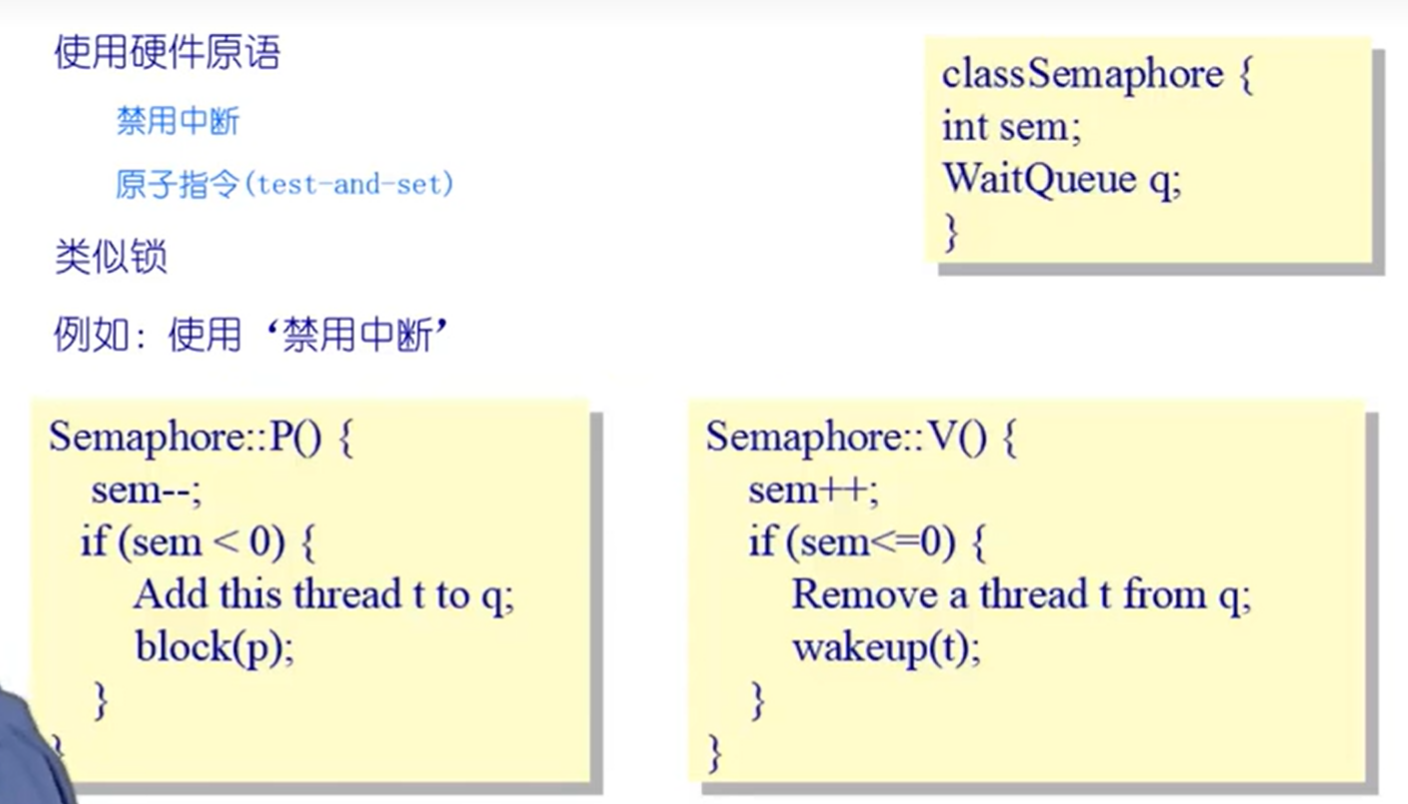 使用硬件原语
禁用中断
原子指令(test-and-set)
类似锁
例如：使用‘禁用中断’
classSemaphore {
int sem;
WaitQueue q;
}
Semaphore::P() {
sem--;
if (sem < 0) {
Add this thread t to q;
block(p);
}
}
Semaphore::V() {
sem++;
if (sem<=0) {
Remove a thread t from q;
wakeup(t);
}
}